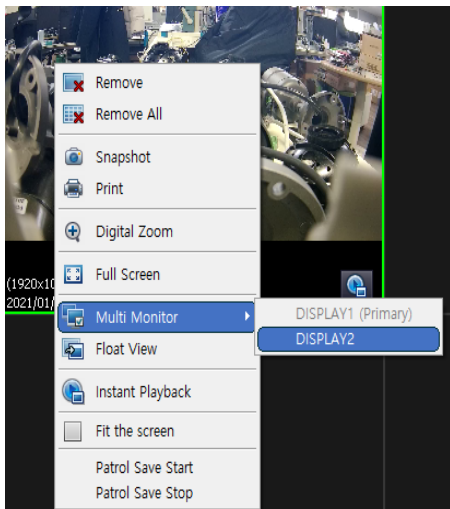 Remove
Remove All
Snapshot
Print
Digital Zoom
Full Screen
(1920x10
2021/01/
Multi Monitor
DISPLAY1 (Primary)
DISPLAY2
Float View
Instant Playback
Fit the screen
Patrol Save Start
Patrol Save Stop